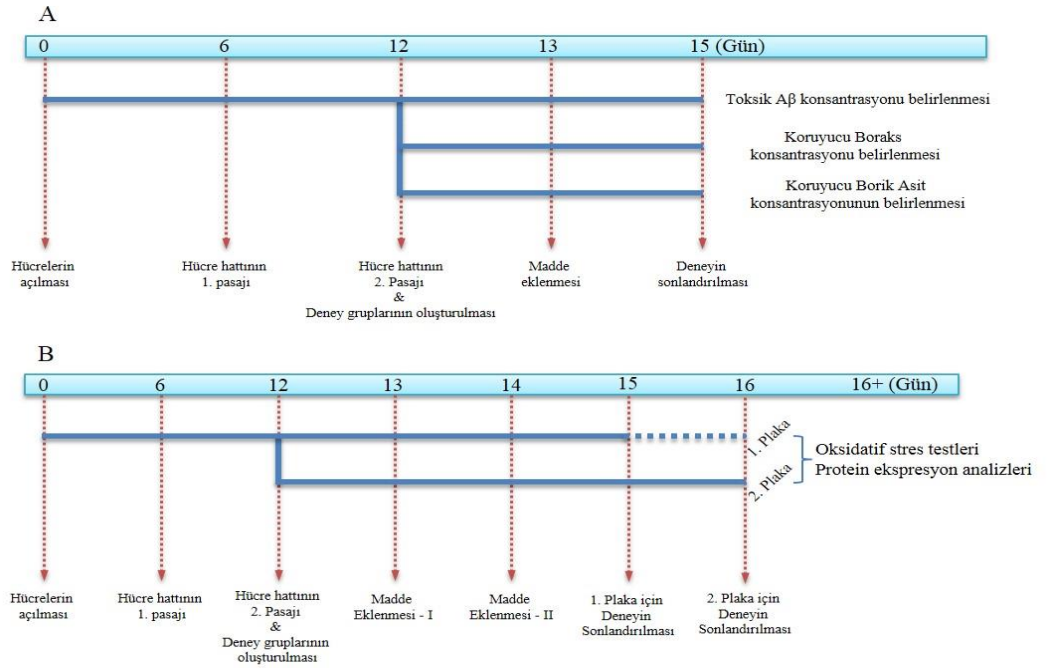 A
0 6 12 13 15 (Gün)
Toksik Aβ konsantrasyonu belirlenmesi
Koruyucu Boraks
konsantrasyonu belirlenmesi
Koruyucu Borik Asit
konsantrasyonunun belirlenmesi
Hücrelerin
açılması
Hücre hattının
1. pasajı
Hücre hattının
2. Pasajı
&
Deney gruplarının oluşturulması
Madde
eklenmesi
Deneyin
sonlandırılması
B
0 6 12 13 14 15 16 16+ (Gün)
1. Plaka
2. Plaka
Oksidatif stres testleri
Protein ekspresyon analizleri
Hücrelerin
açılması
Hücre hattının
1. pasajı
Hücre hattının
2. Pasajı
&
Deney gruplarının
oluşturulması
Madde
Eklenmesi - I
Madde
Eklenmesi - II
1. Plaka için
Deneyin
Sonlandırılması
2. Plaka için
Deneyin
Sonlandırılması